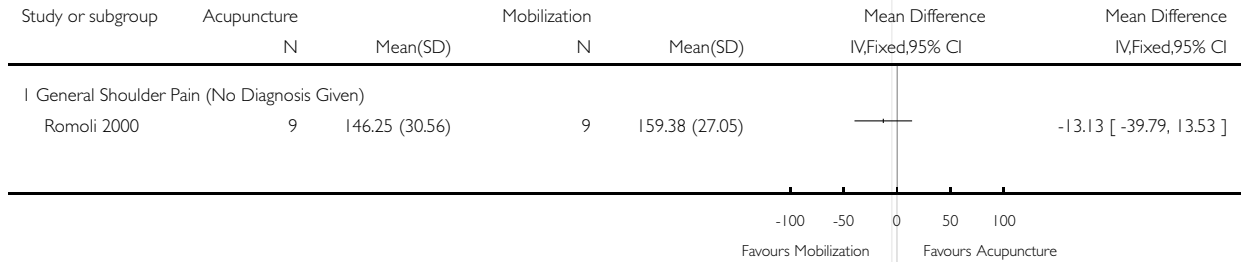 Study or subgroup Acupuncture Mobilization Mean Difference Mean Difference
N Mean(SD) N Mean(SD) IV,Fixed,95% CI IV,Fixed,95% CI
1 General Shoulder Pain (No Diagnosis Given)
Romoli 2000 9 146.25 (30.56) 9 159.38 (27.05) -13.13 [ -39.79, 13.53 ]
-100 -50 0 50 100
Favours Mobilization Favours Acupuncture